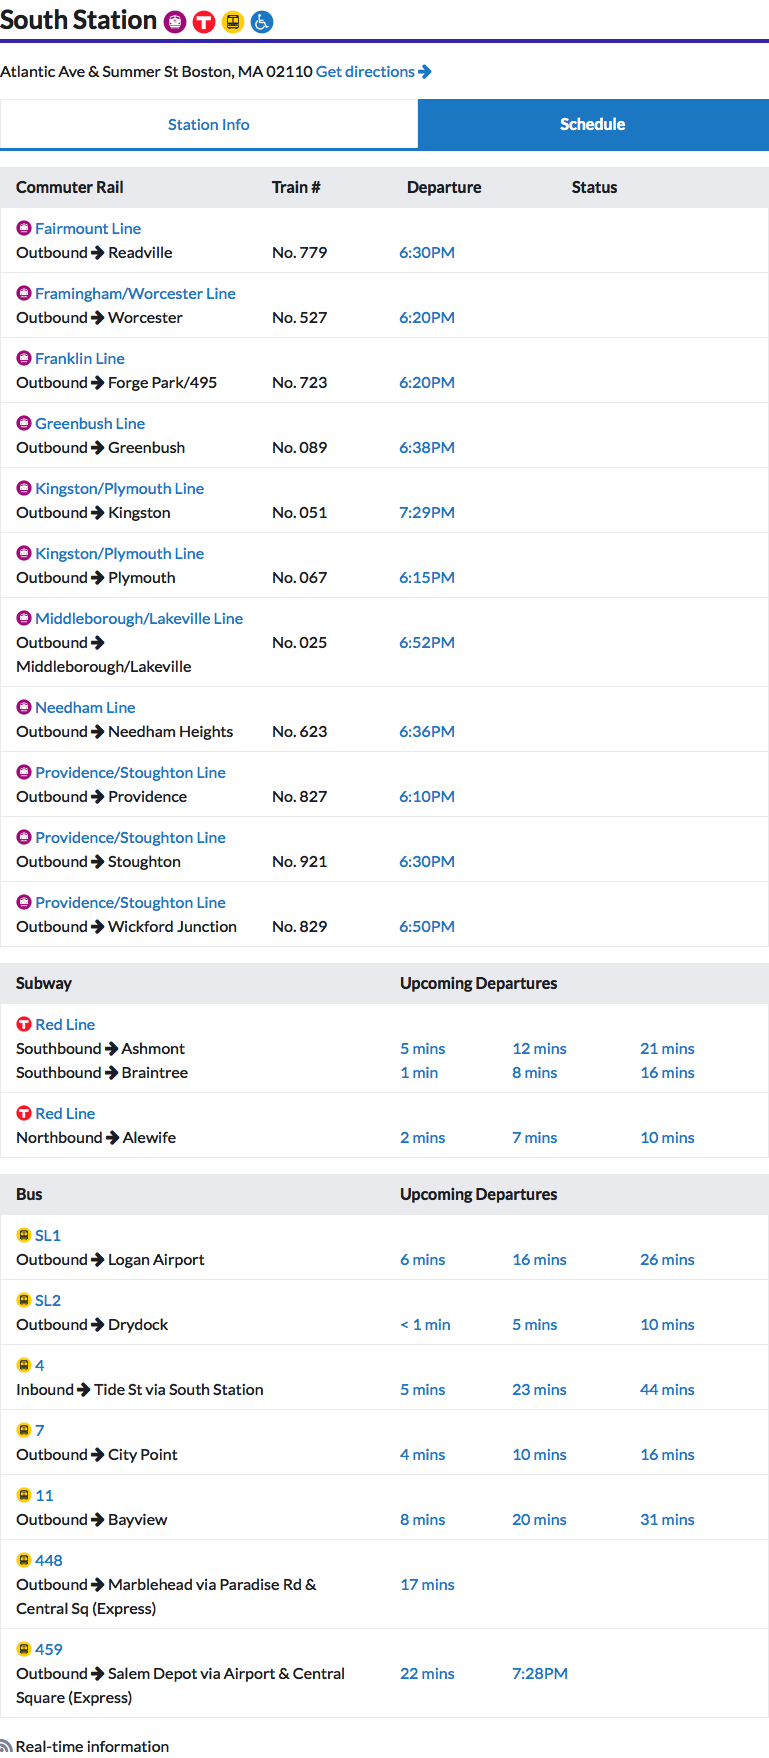 South Station
Atlantic Ave & Summer St Boston, MA 02110 Get directions
Station Info Schedule
Commuter Rail Train # Departure Status
Fairmount Line
Outbound → Readville No. 779 6:30PM
Framingham/Worcester Line
Outbound → Worcester No. 527 6:20PM
Franklin Line
Outbound → Forge Park/495 No. 723 6:20PM
Greenbush Line
Outbound → Greenbush No. 089 6:38PM
Kingston/Plymouth Line
Outbound → Kingston No. 051 7:29PM
Kingston/Plymouth Line
Outbound → Plymouth No. 067 6:15PM
Middleborough/Lakeville Line
Outbound → No. 025 6:52PM
Middleborough/Lakeville
Needham Line
Outbound → Needham Heights No. 623 6:36PM
Providence/Stoughton Line
Outbound → Providence No. 827 6:10PM
Providence/Stoughton Line
Outbound → Stoughton No. 921 6:30PM
Providence/Stoughton Line
Outbound → Wickford Junction No. 829 6:50PM
Subway Upcoming Departures
T Red Line
Southbound → Ashmont 5 mins 12 mins 21 mins
Southbound → Braintree 1 min 8 mins 16 mins
T Red Line
Northbound → Alewife 2 mins 7 mins 10 mins
Bus Upcoming Departures
SL1
Outbound → Logan Airport 6 mins 16 mins 26 mins
SL2
Outbound → Drydock < 1 min 5 mins 10 mins
4
Inbound → Tide St via South Station 5 mins 23 mins 44 mins
7
Outbound → City Point 4 mins 10 mins 16 mins
11
Outbound → Bayview 8 mins 20 mins 31 mins
448
Outbound → Marblehead via Paradise Rd & 17 mins
Central Sq (Express)
459
Outbound → Salem Depot via Airport & Central 22 mins 7:28PM
Square (Express)
Real-time information